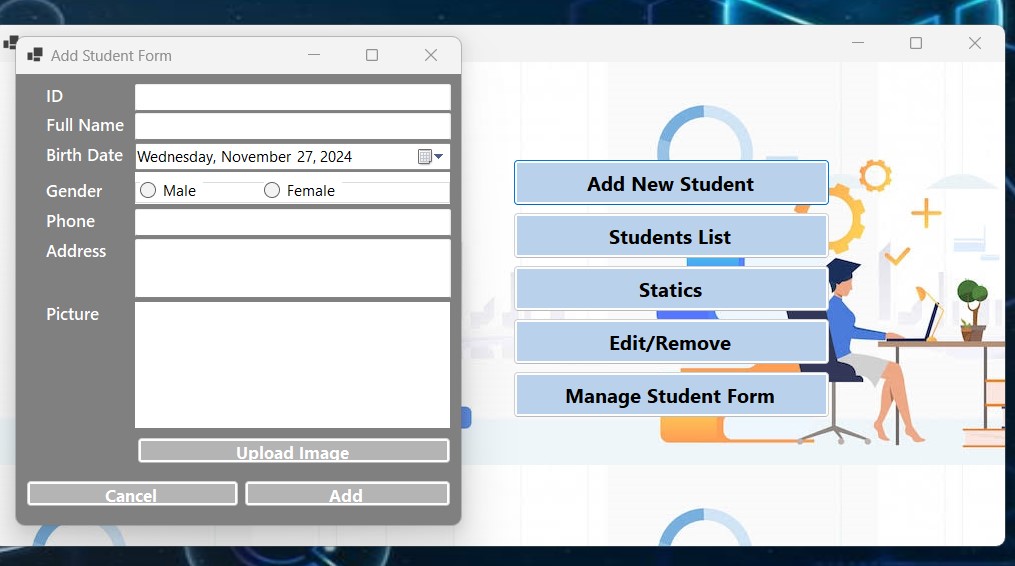 Add Student Form
ID
Full Name
Birth Date
Wednesday, November 27, 2024
Gender
Male
Female
Phone
Address
Picture
Upload Image
Cancel
Add
Add New Student
Students List
Statics
Edit/Remove
Manage Student Form